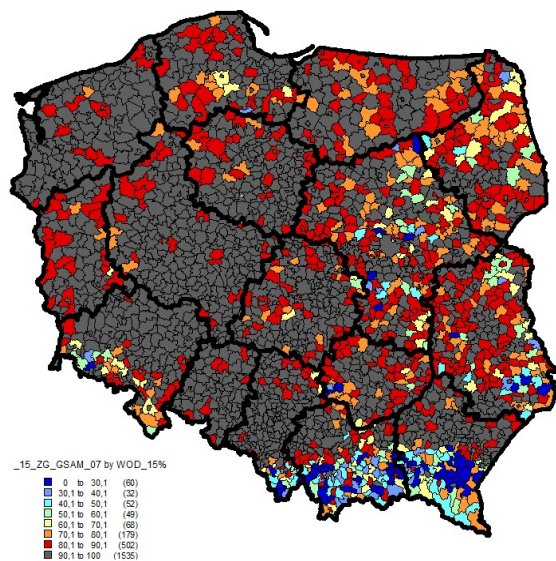 _15_ZG_GSAM_07 by WOD_15%
0 to 30,1 (60)
30,1 to 40,1 (32)
40,1 to 50,1 (52)
50,1 to 60,1 (49)
60,1 to 70,1 (68)
70,1 to 80,1 (179)
80,1 to 90,1 (502)
90,1 to 100 (1535)